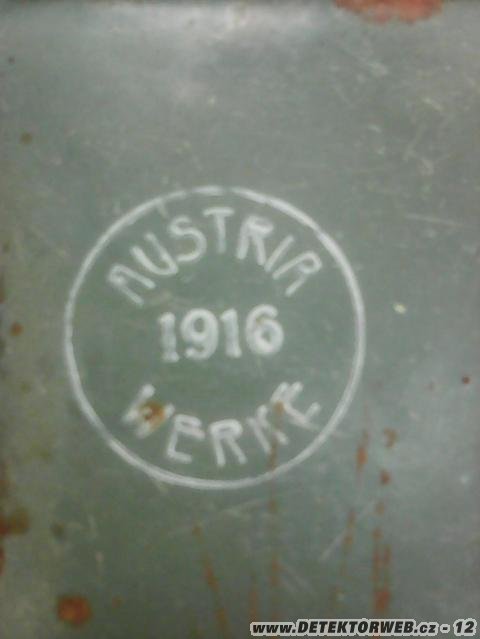 AUSTRIA
1916
WERKE
www.DETEKTORWEB.cz - 12